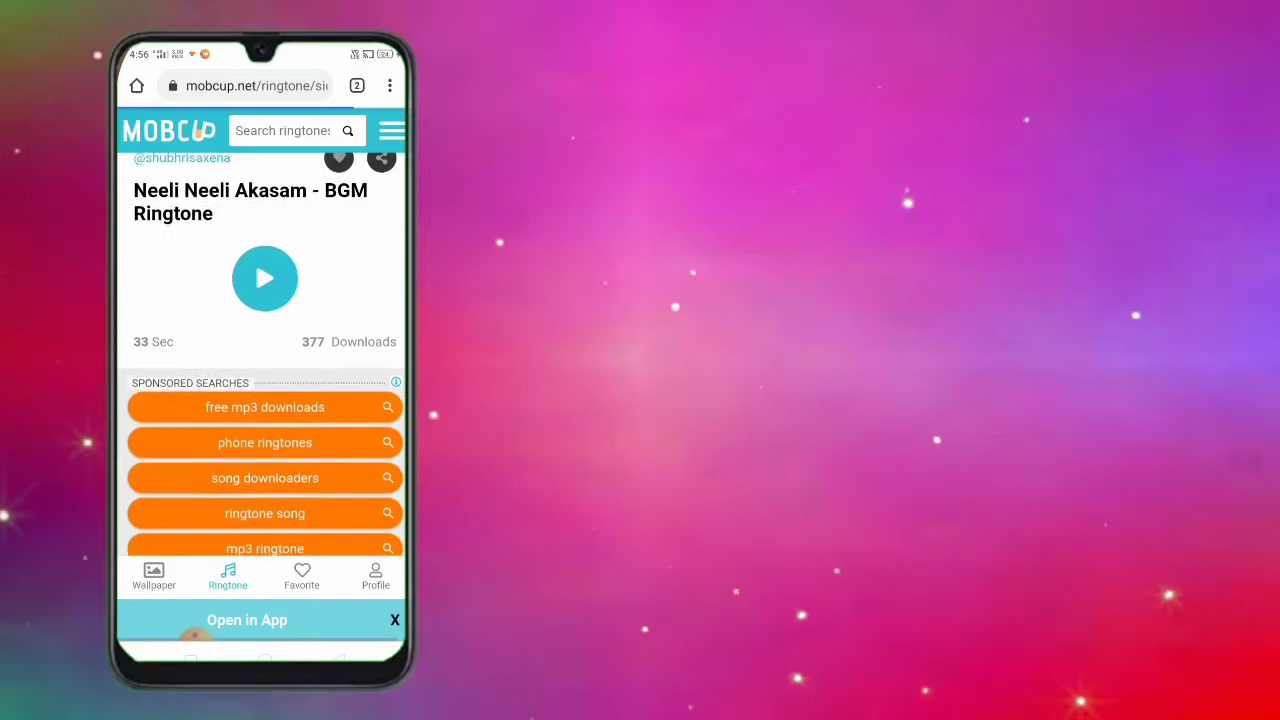 4:56
24
mobcup.net/ringtone/si
2
MOBCUP
Search ringtones
@shubhrisaxena
Neeli Neeli Akasam - BGM
Ringtone
33 Sec
377 Downloads
SPONSORED SEARCHES
free mp3 downloads
phone ringtones
song downloaders
ringtone song
mp3 ringtone
Wallpaper
Ringtone
Favorite
Profile
Open in App
X